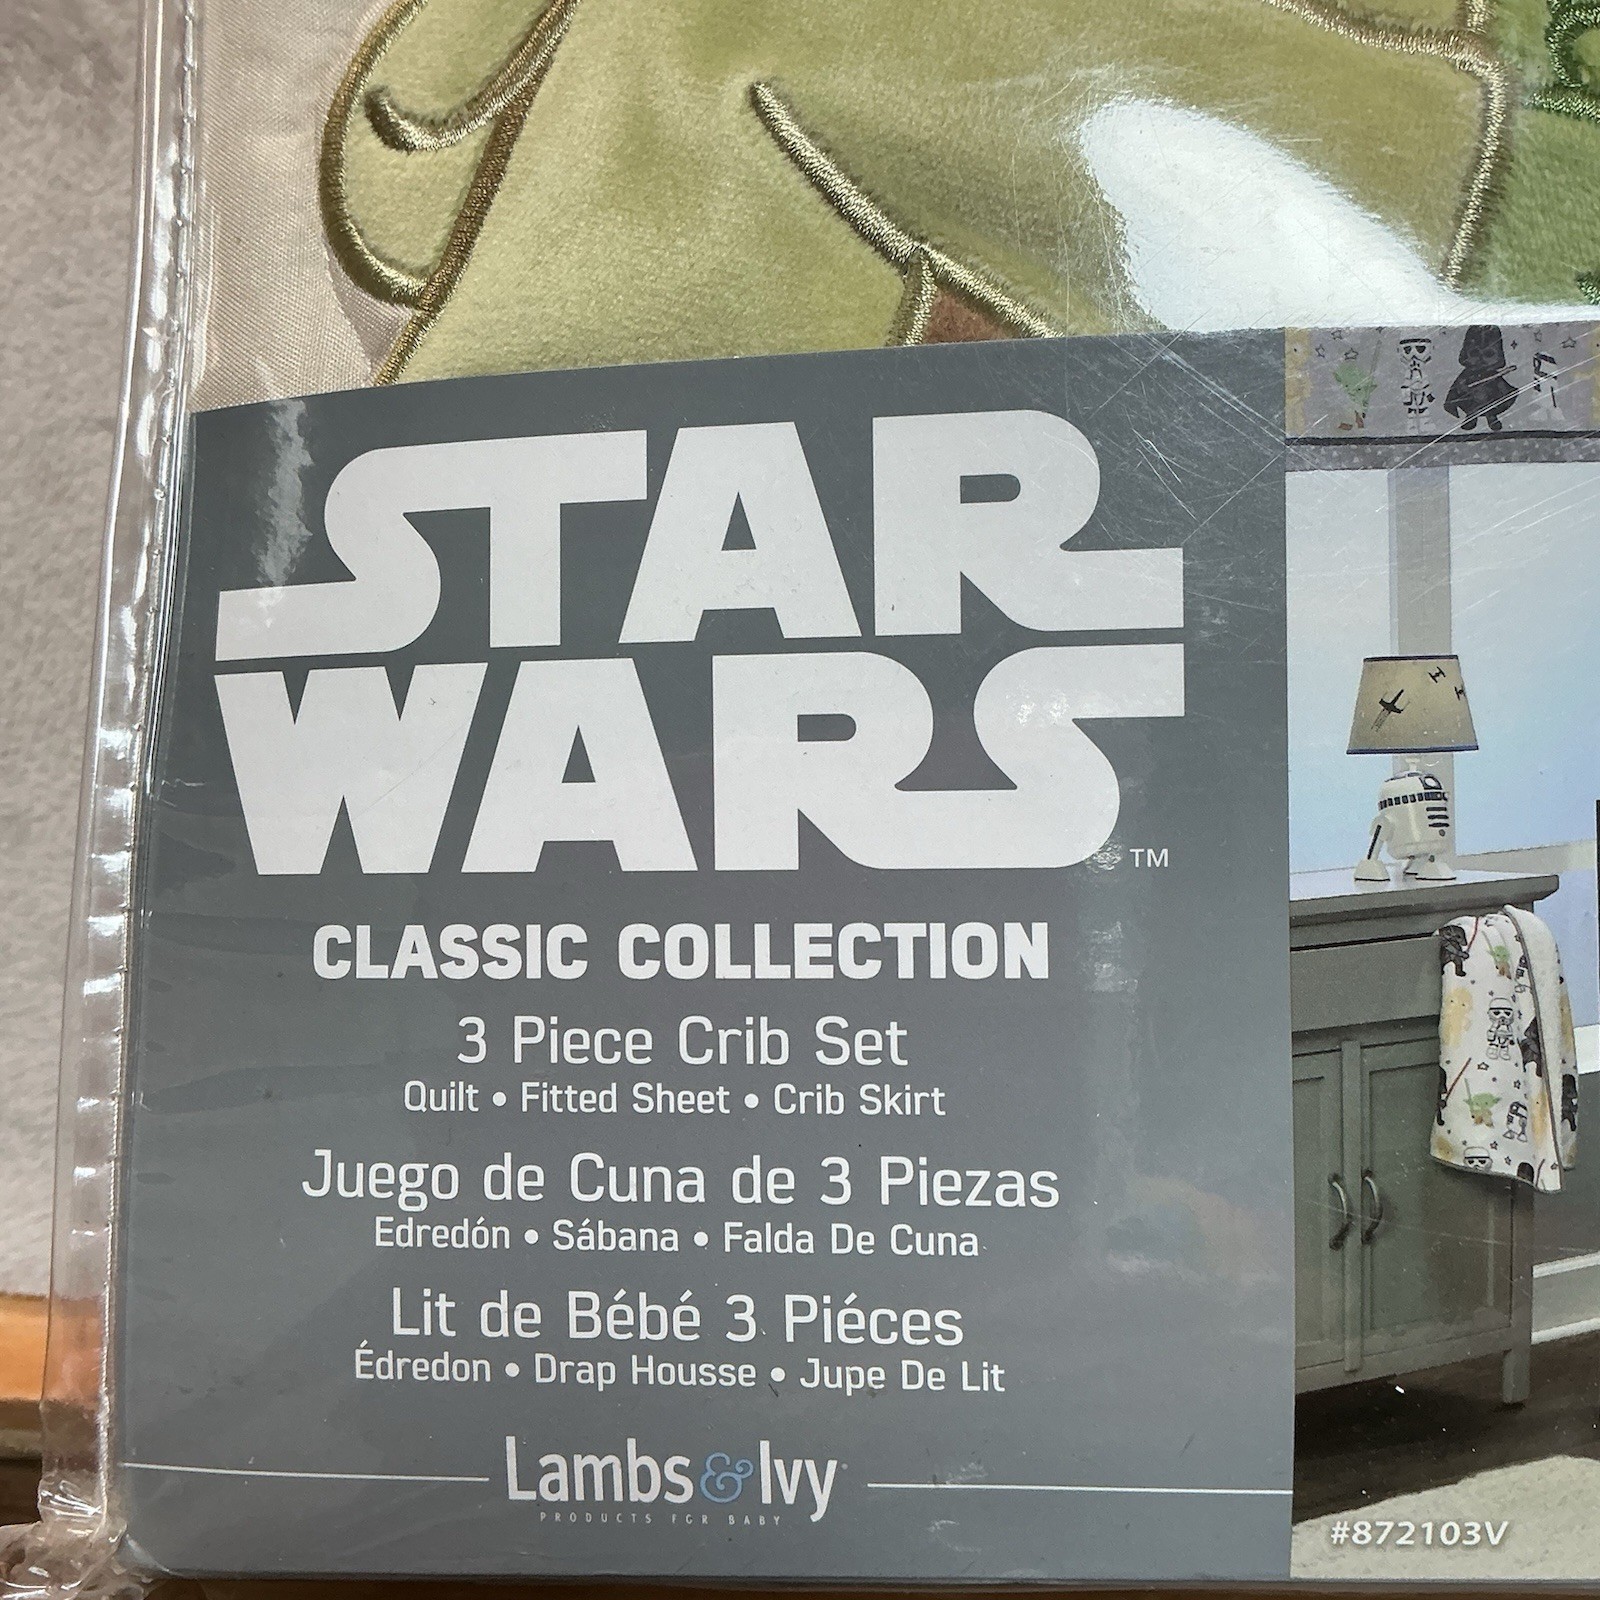 STAR
WARS™
CLASSIC COLLECTION
3 Piece Crib Set
Quilt • Fitted Sheet • Crib Skirt
Juego de Cuna de 3 Piezas
Edredón • Sábana • Falda De Cuna
Lit de Bébé 3 Piéces
Édredon • Drap Housse • Jupe De Lit
Lambs & Ivy
PRODUCTS FOR BABY
#872103V